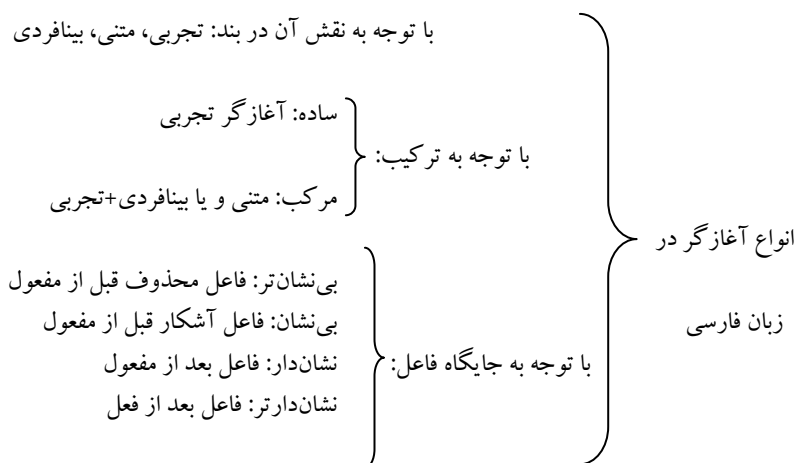 با توجه به نقش آن در بند: تجربی، متنی، بینافردی
ساده: آغازگر تجربی
با توجه به ترکیب:
مرکب: متنی و یا بینافردی+تجربی
انواع آغازگر در
زبان فارسی
بی‌نشان‌تر: فاعل محذوف قبل از مفعول
بی‌نشان: فاعل آشکار قبل از مفعول
با توجه به جایگاه فاعل:
نشان‌دار: فاعل بعد از مفعول
نشان‌دارتر: فاعل بعد از فعل